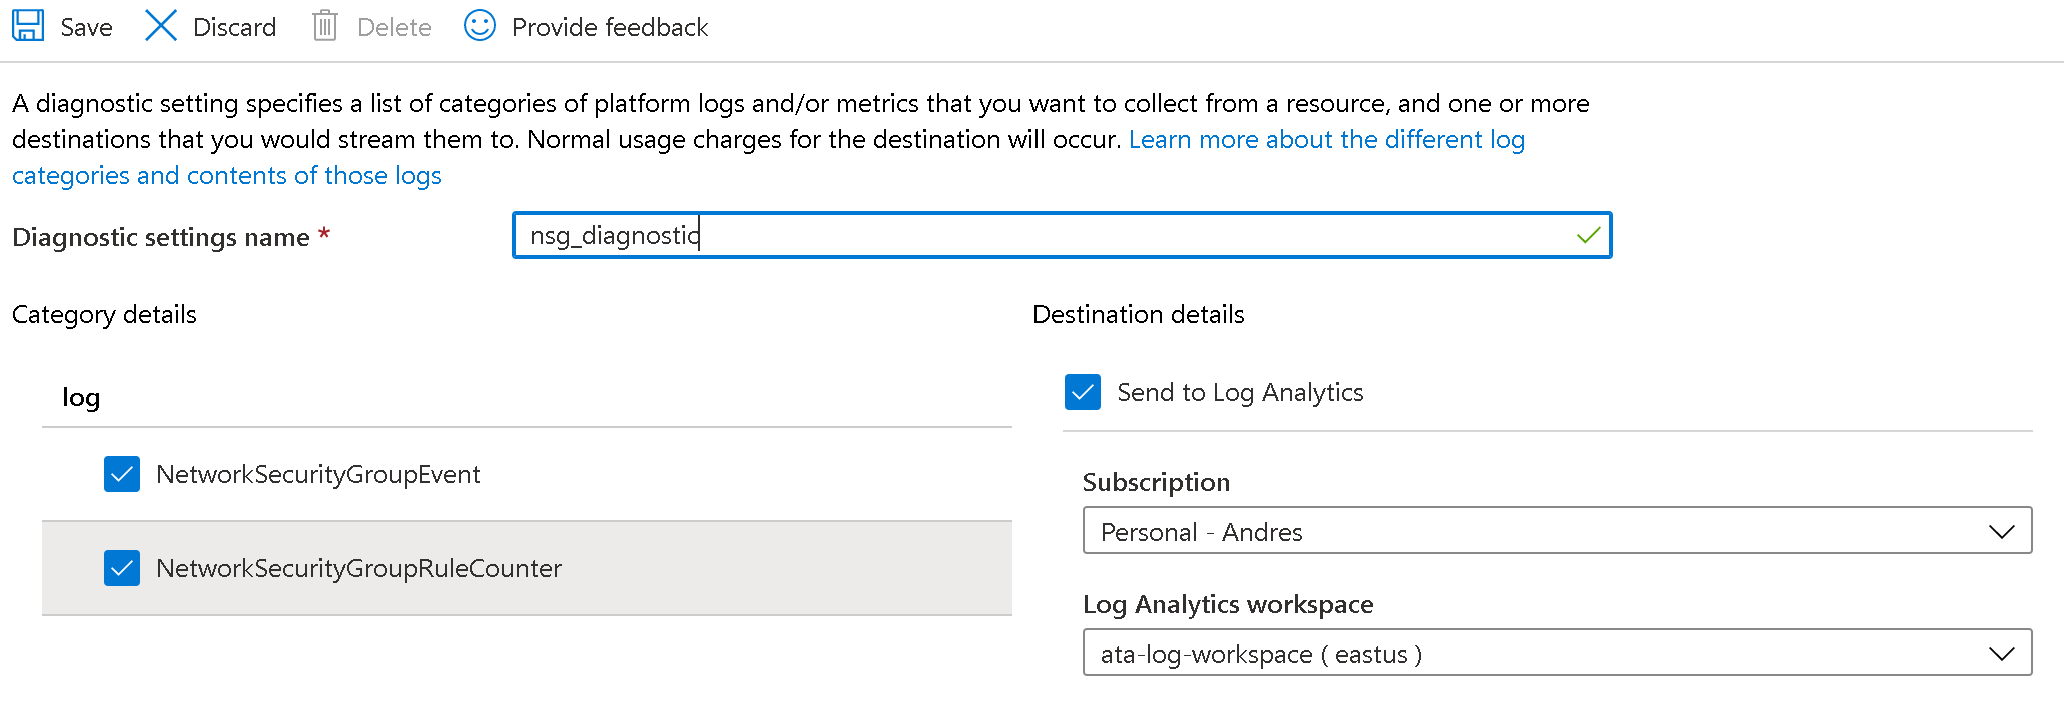 Save Discard Delete Provide feedback
A diagnostic setting specifies a list of categories of platform logs and/or metrics that you want to collect from a resource, and one or more
destinations that you would stream them to. Normal usage charges for the destination will occur. Learn more about the different log
categories and contents of those logs
Diagnostic settings name * nsg_diagnostic
Category details
Destination details
log
Send to Log Analytics
NetworkSecurityGroupEvent
Subscription
Personal - Andres
NetworkSecurityGroupRuleCounter
Log Analytics workspace
ata-log-workspace ( eastus )